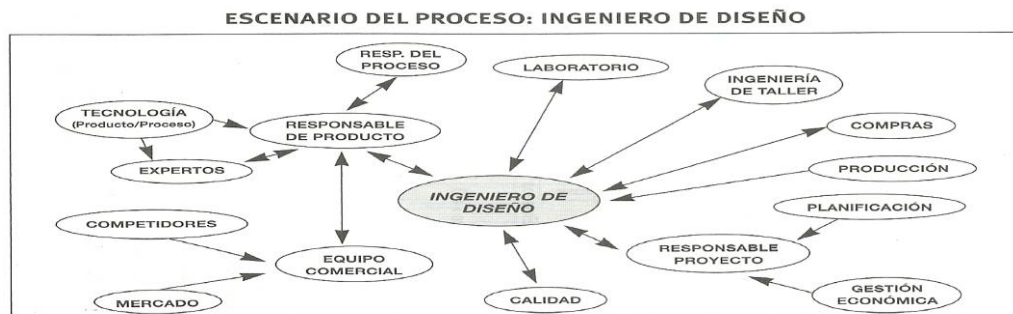 ESCENARIO DEL PROCESO: INGENIERO DE DISEÑO
RESP. DEL
PROCESO
LABORATORIO
INGENIERÍA
DE TALLER
TECNOLOGÍA
(Producto/Proceso)
RESPONSABLE
DE PRODUCTO
COMPRAS
EXPERTOS
PRODUCCIÓN
INGENIERO DE
DISEÑO
PLANIFICACIÓN
COMPETIDORES
EQUIPO
COMERCIAL
RESPONSABLE
PROYECTO
MERCADO
CALIDAD
GESTIÓN
ECONÓMICA